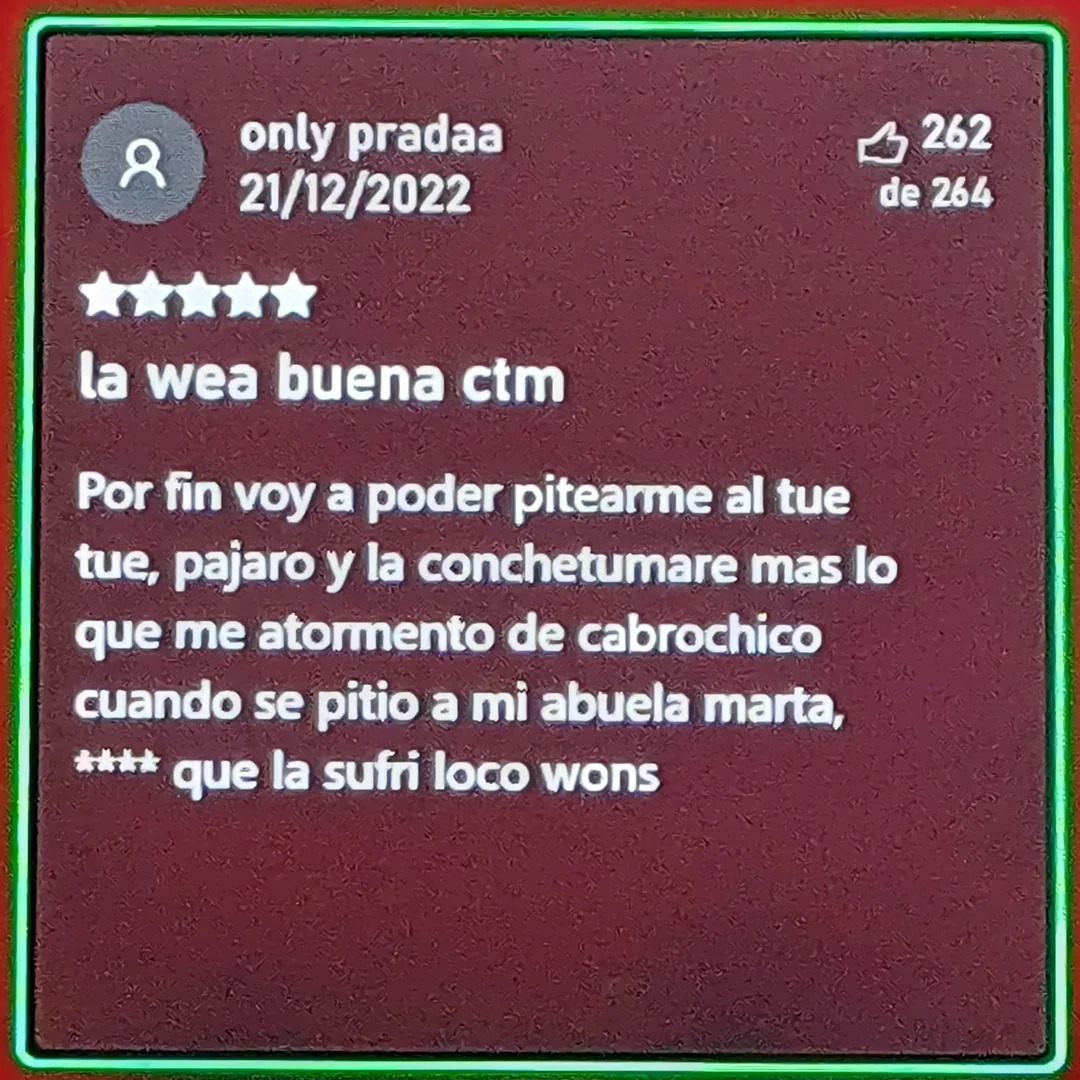 only pradaa
21/12/2022
262
de 264
la wea buena ctm
Por fin voy a poder pitearme al tue
tue, pajaro y la conchetumare mas lo
que me atormento de cabrochico
cuando se pitio a mi abuela marta,
**** que la sufri loco wons